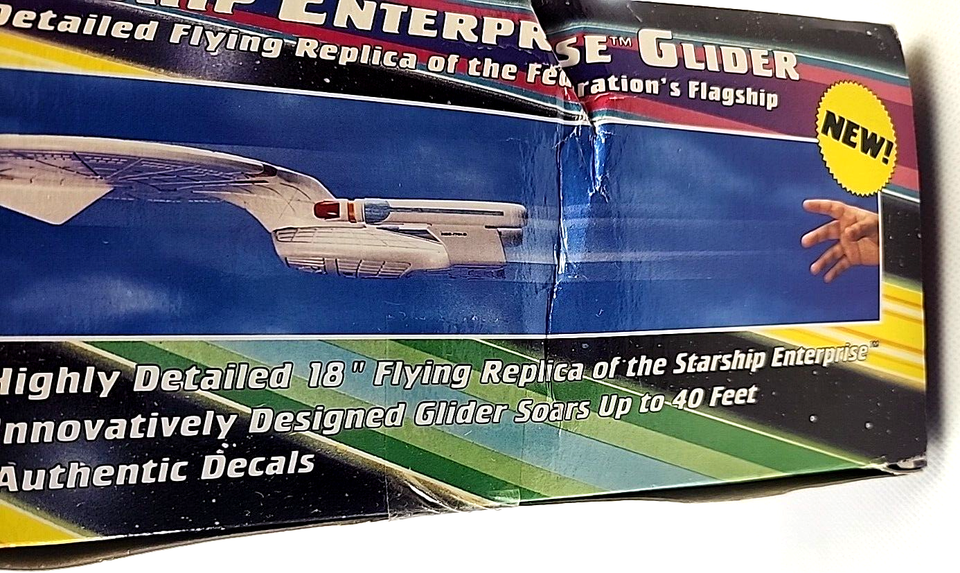 HIP ENTERPRISE™ GLIDER
Detailed Flying Replica of the Federation's Flagship
NEW!
Highly Detailed 18" Flying Replica of the Starship Enterprise™
Innovatively Designed Glider Soars Up to 40 Feet
Authentic Decals